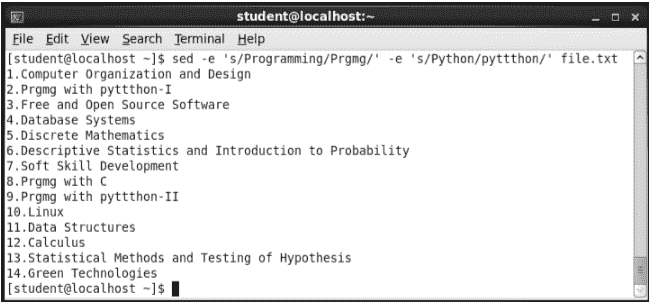 student@localhost:~
File Edit View Search Terminal Help
[student@localhost ~]$ sed -e 's/Programming/Prgmg/' -e 's/Python/pyttthon/' file.txt
1.Computer Organization and Design
2.Prgmg with pyttthon-I
3.Free and Open Source Software
4.Database Systems
5.Discrete Mathematics
6.Descriptive Statistics and Introduction to Probability
7.Soft Skill Development
8.Prgmg with C
9.Prgmg with pyttthon-II
10.Linux
11.Data Structures
12.Calculus
13.Statistical Methods and Testing of Hypothesis
14.Green Technologies
[student@localhost ~]$